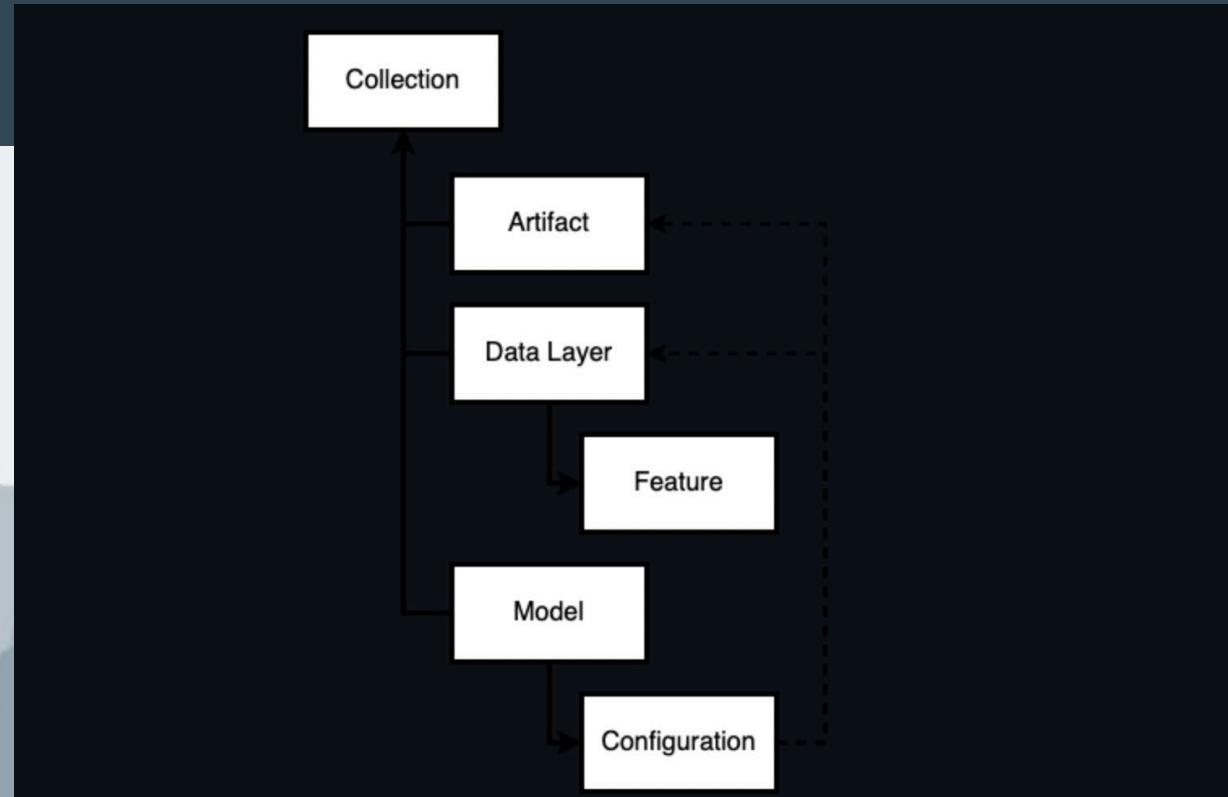 Collection
Artifact
Data Layer
Feature
Model
Configuration